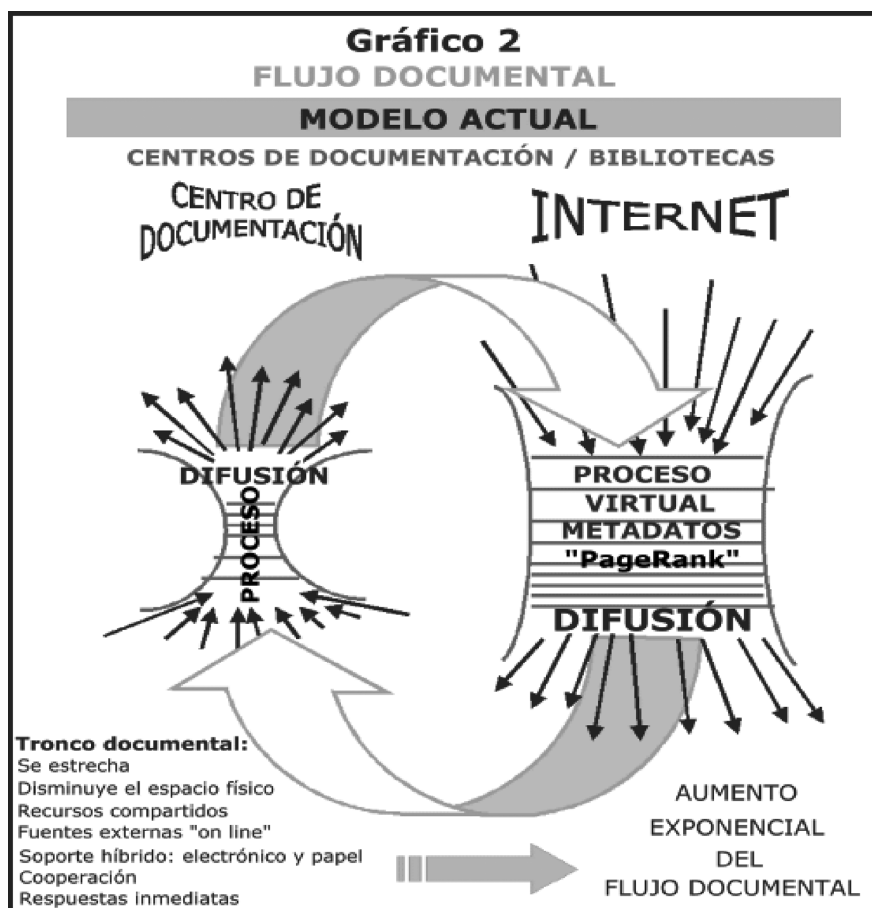 Gráfico 2
FLUJO DOCUMENTAL
MODELO ACTUAL
CENTROS DE DOCUMENTACIÓN / BIBLIOTECAS
CENTRO DE
DOCUMENTACIÓN
INTERNET
DIFUSIÓN
PROCESO
PROCESO
VIRTUAL
METADATOS
"PageRank"
DIFUSIÓN
Tronco documental:
Se estrecha
Disminuye el espacio físico
Recursos compartidos
Fuentes externas "on line"
Soporte híbrido: electrónico y papel
Cooperación
Respuestas inmediatas
AUMENTO
EXPONENCIAL
DEL
FLUJO DOCUMENTAL